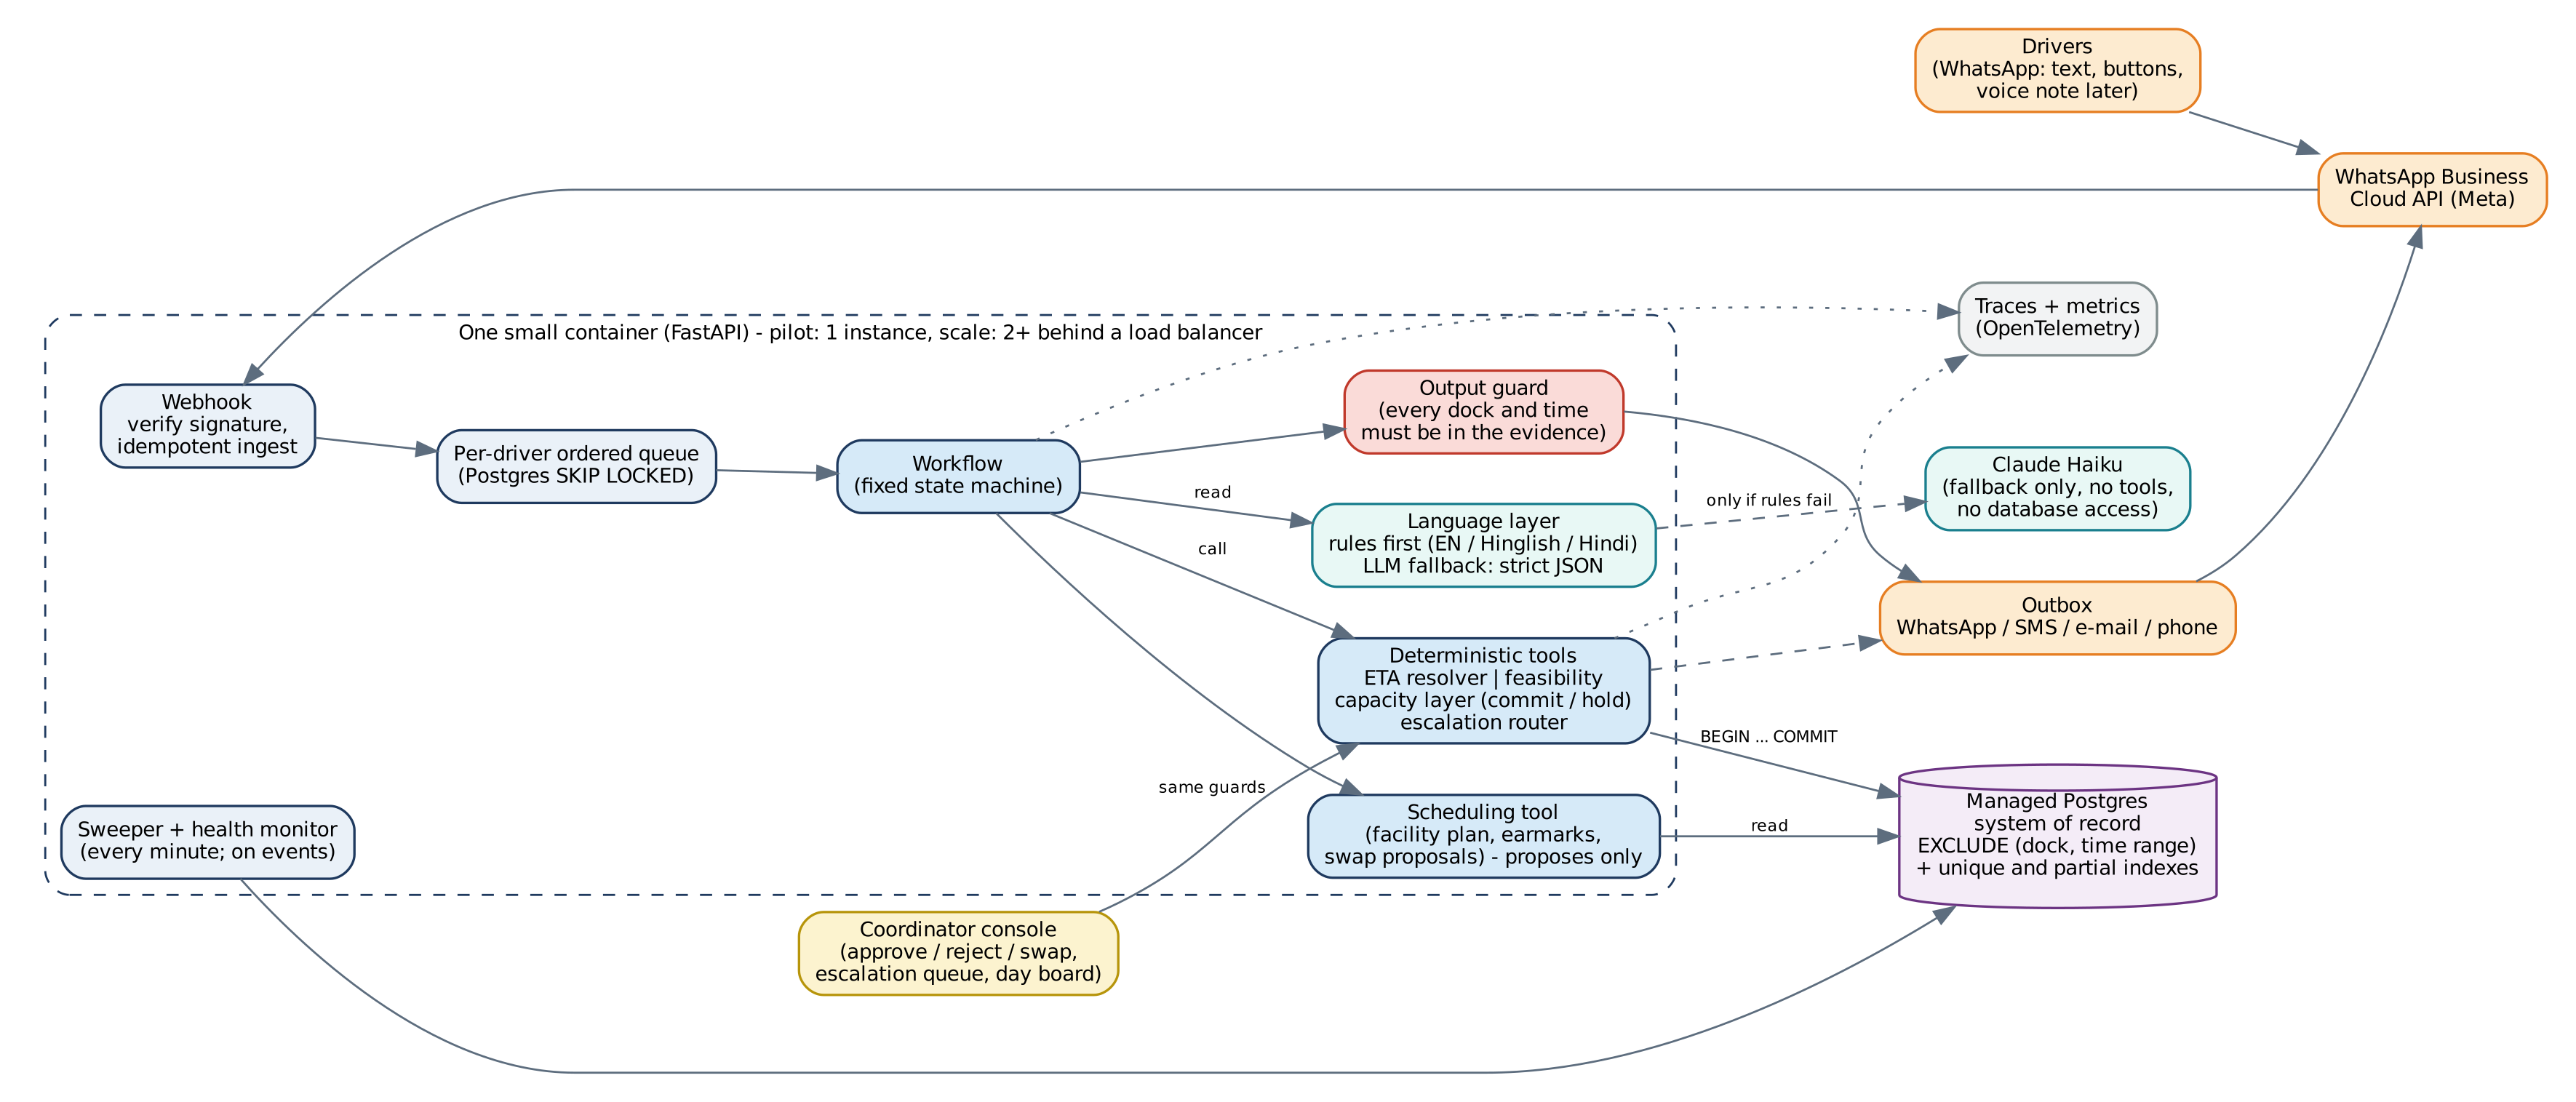 Drivers
(WhatsApp: text, buttons,
voice note later)
WhatsApp Business
Cloud API (Meta)
Traces + metrics
(OpenTelemetry)
One small container (FastAPI) - pilot: 1 instance, scale: 2+ behind a load balancer
Webhook
verify signature,
idempotent ingest
Per-driver ordered queue
(Postgres SKIP LOCKED)
Workflow
(fixed state machine)
Output guard
(every dock and time
must be in the evidence)
read
Language layer
rules first (EN / Hinglish / Hindi)
LLM fallback: strict JSON
only if rules fail
Claude Haiku
(fallback only, no tools,
no database access)
call
Outbox
WhatsApp / SMS / e-mail / phone
Deterministic tools
ETA resolver | feasibility
capacity layer (commit / hold)
escalation router
BEGIN ... COMMIT
same guards
Sweeper + health monitor
(every minute; on events)
Scheduling tool
(facility plan, earmarks,
swap proposals) - proposes only
read
Managed Postgres
system of record
EXCLUDE (dock, time range)
+ unique and partial indexes
Coordinator console
(approve / reject / swap,
escalation queue, day board)